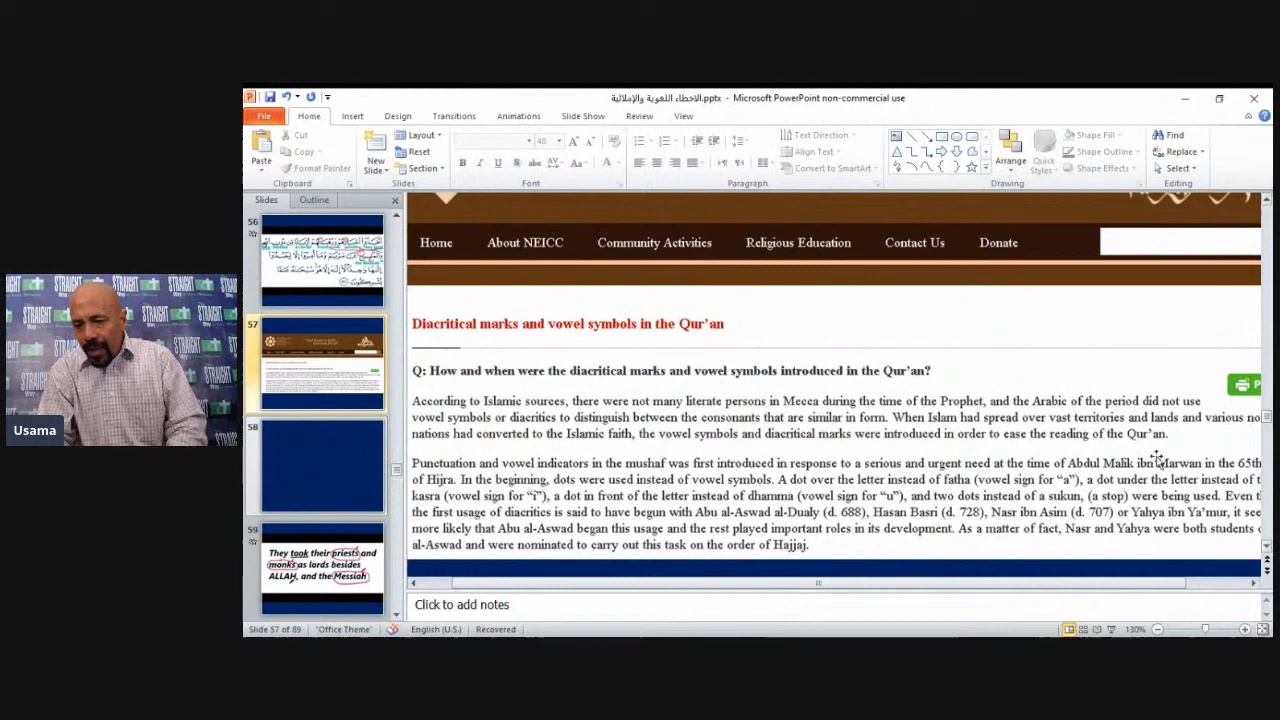 الاخطاء اللغوية والإملائية.pptx - Microsoft PowerPoint non-commercial use
File Home Insert Design Transitions Animations Slide Show Review View
Paste
Cut
Copy
Format Painter
Clipboard
New Slide
Layout
Reset
Section
Slides
48
B I U S abc AV Aa A
Font
Paragraph
Text Direction
Align Text
Convert to SmartArt
Arrange
Quick Styles
Shape Fill
Shape Outline
Shape Effects
Drawing
Find
Replace
Select
Editing
Slides Outline
56
57
58
59
They took their priests and
monks as lords besides
ALLAH, and the Messiah
Home About NEICC Community Activities Religious Education Contact Us Donate
Diacritical marks and vowel symbols in the Qur’an
Q: How and when were the diacritical marks and vowel symbols introduced in the Qur’an?
According to Islamic sources, there were not many literate persons in Mecca during the time of the Prophet, and the Arabic of the period did not use
vowel symbols or diacritics to distinguish between the consonants that are similar in form. When Islam had spread over vast territories and lands and various no
nations had converted to the Islamic faith, the vowel symbols and diacritical marks were introduced in order to ease the reading of the Qur’an.
Punctuation and vowel indicators in the mushaf was first introduced in response to a serious and urgent need at the time of Abdul Malik ibn Marwan in the 65th
of Hijra. In the beginning, dots were used instead of vowel symbols. A dot over the letter instead of fatha (vowel sign for “a”), a dot under the letter instead of t
kasra (vowel sign for “i”), a dot in front of the letter instead of dhamma (vowel sign for “u”), and two dots instead of a sukun, (a stop) were being used. Even t
the first usage of diacritics is said to have begun with Abu al-Aswad al-Dualy (d. 688), Hasan Basri (d. 728), Nasr ibn Asim (d. 707) or Yahya ibn Ya’mur, it see
more likely that Abu al-Aswad began this usage and the rest played important roles in its development. As a matter of fact, Nasr and Yahya were both students o
al-Aswad and were nominated to carry out this task on the order of Hajjaj.
P
Click to add notes
Slide 57 of 89 "Office Theme" English (U.S.) Recovered 130%
STRAIGHT
Way
Usama